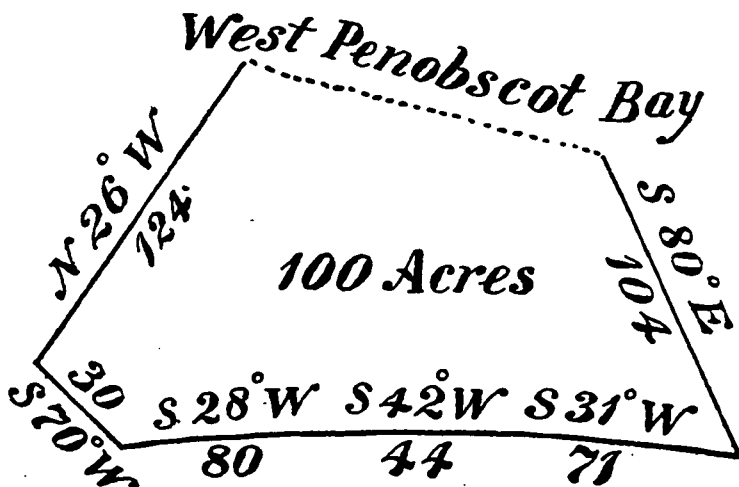 West Penobscot Bay
N 26° W
124.
S 80° E
104
100 Acres
30
S 70° W
S 28° W S 42° W S 31° W
80 44 71